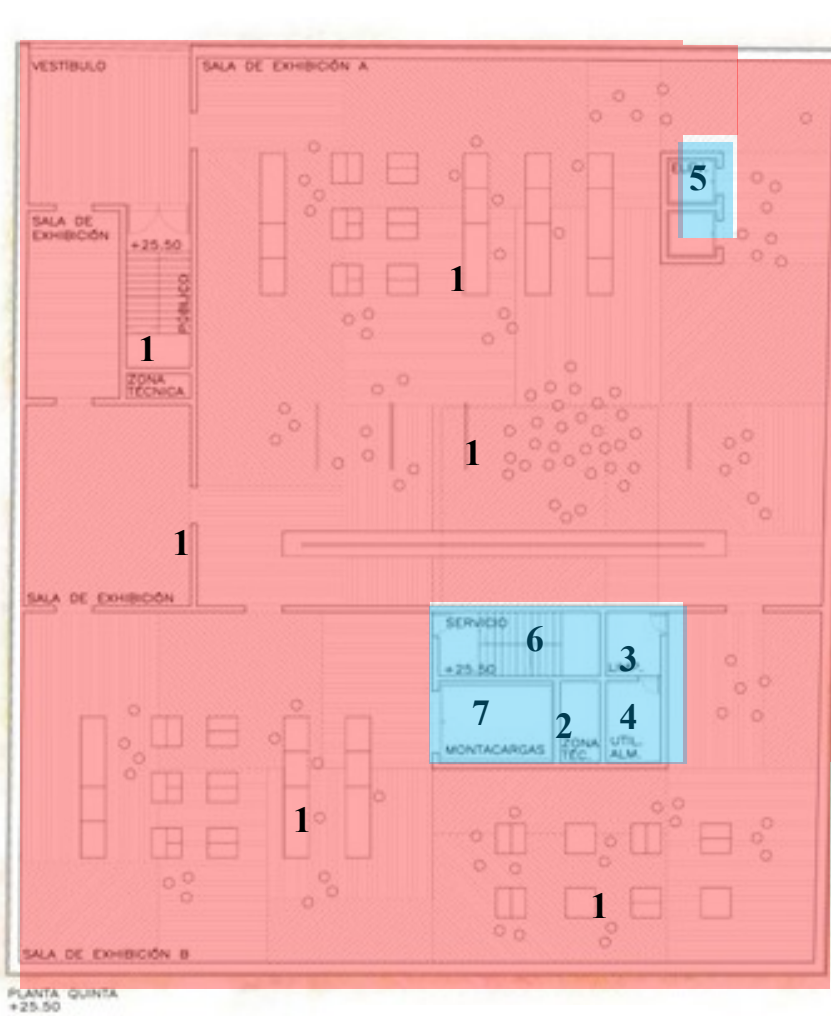 VESTÍBULO
SALA DE EXHIBICIÓN A
5
SALA DE
EXHIBICIÓN
+25.50
PÚBLICO
1
1
ZONA
TÉCNICA
1
1
SALA DE EXHIBICIÓN
SERVICIO
6
3
+25.50
7
2
4
MONTACARGAS
ZONA
TÉC.
UTIL.
ALM.
1
1
SALA DE EXHIBICIÓN B
PLANTA QUINTA
+25.50